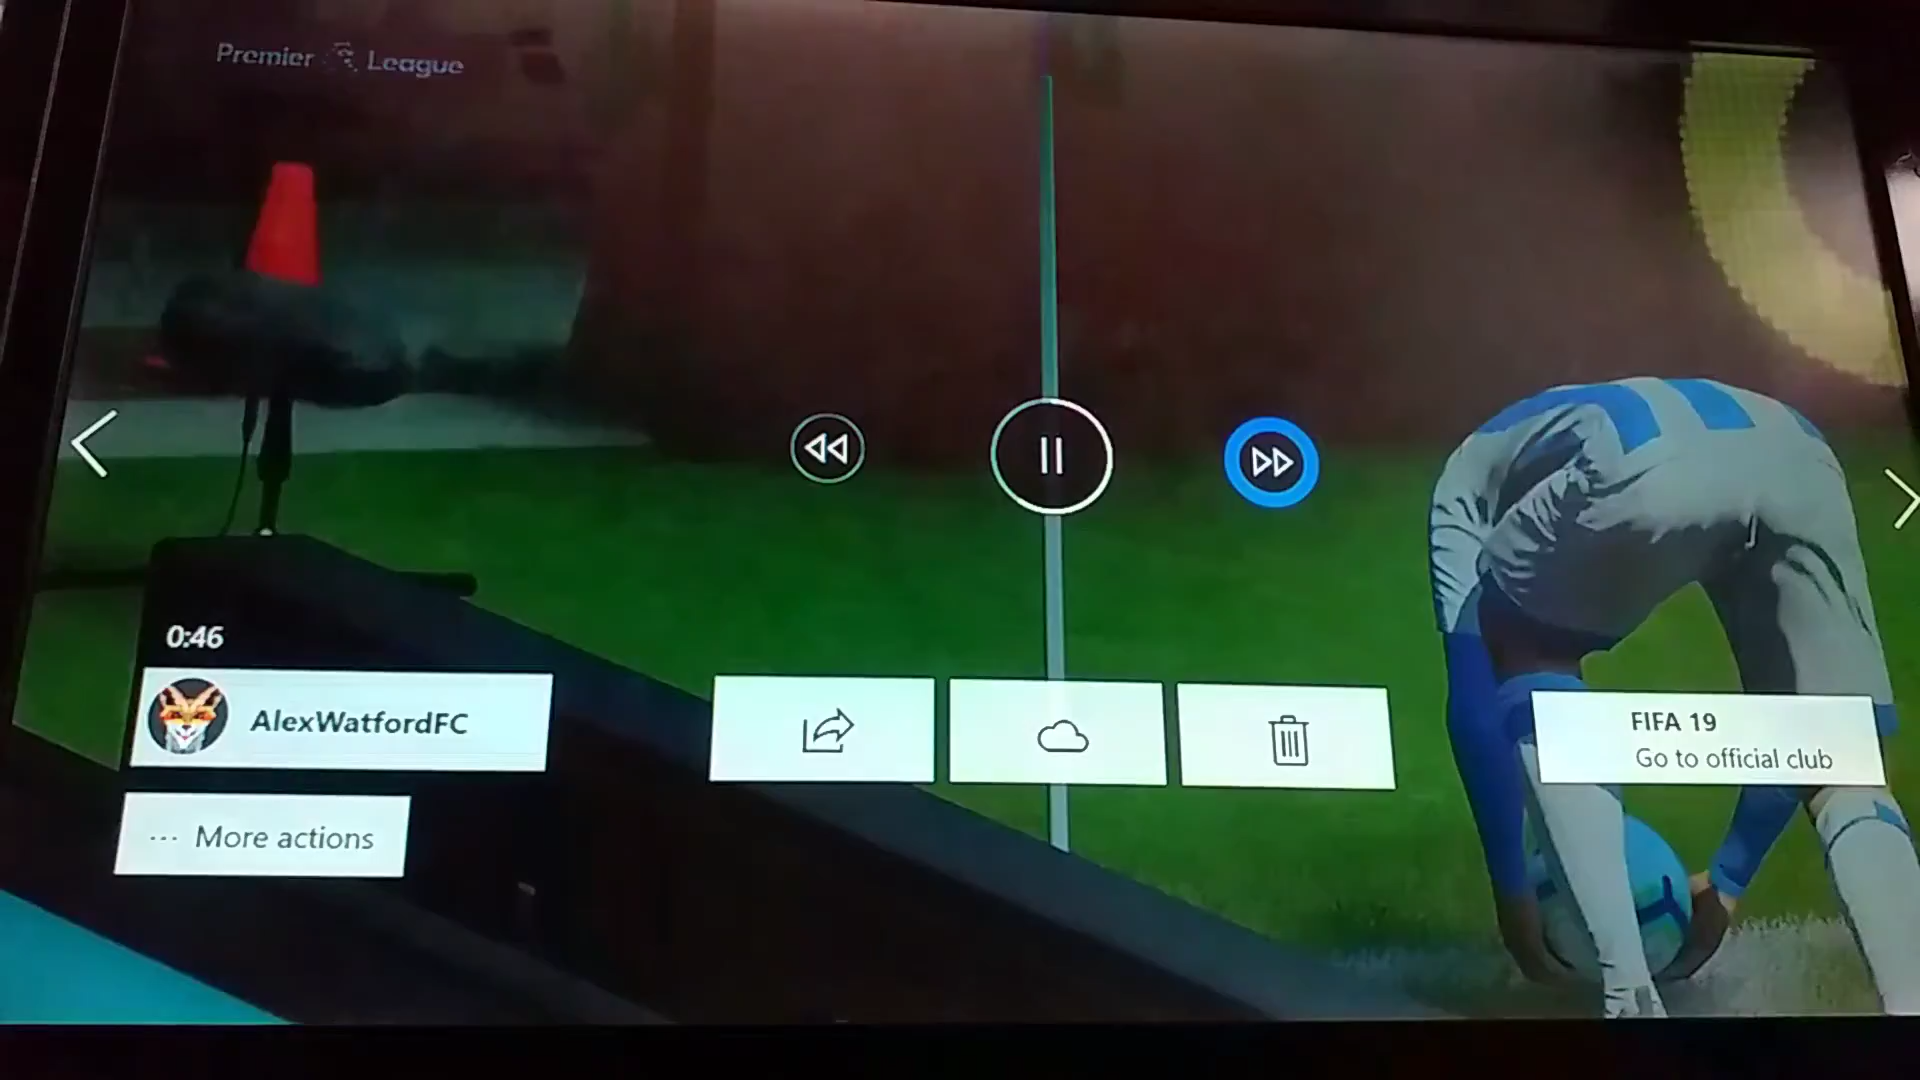 Premier League
0:46
AlexWatfordFC
... More actions
FIFA 19
Go to official club